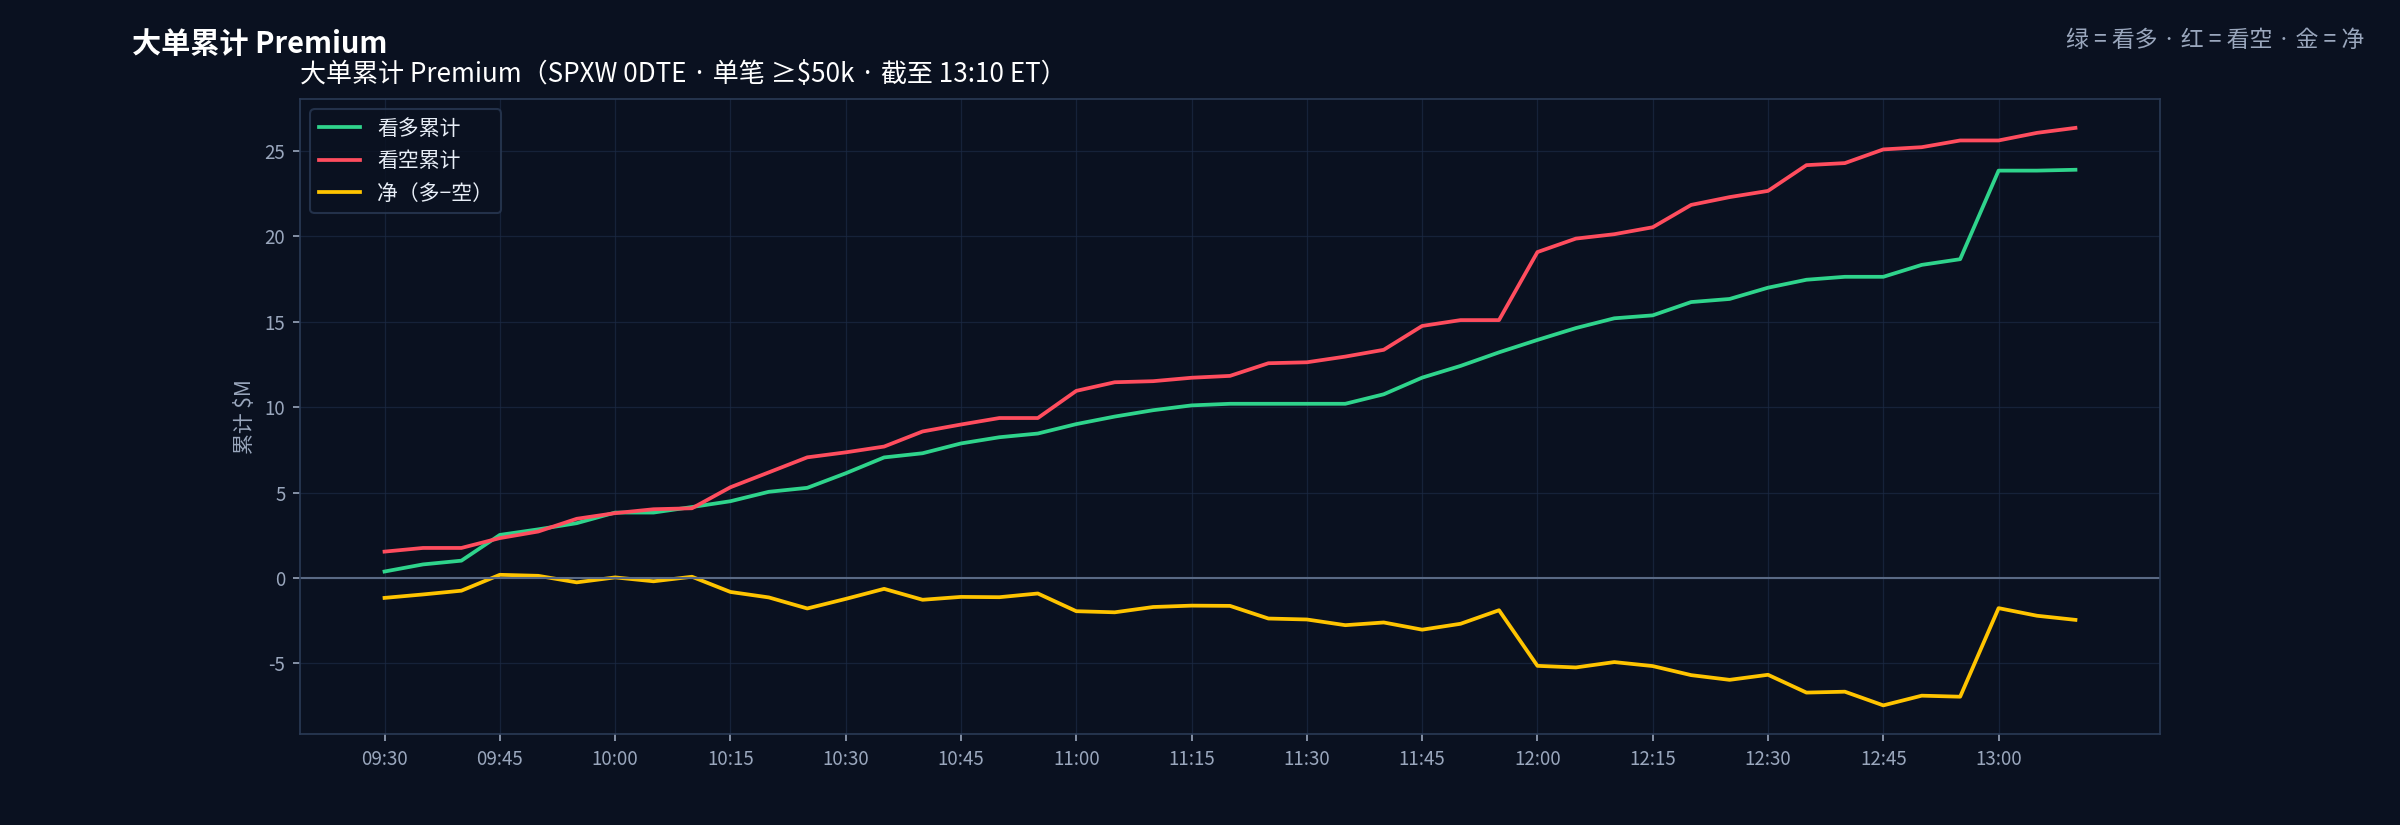 大单累计 Premium
绿 = 看多 · 红 = 看空 · 金 = 净
大单累计 Premium（SPXW 0DTE · 单笔 ≥$50k · 截至 13:10 ET）
看多累计
看空累计
净（多−空）
累计 $M
25
20
15
10
5
0
-5
09:30 09:45 10:00 10:15 10:30 10:45 11:00 11:15 11:30 11:45 12:00 12:15 12:30 12:45 13:00